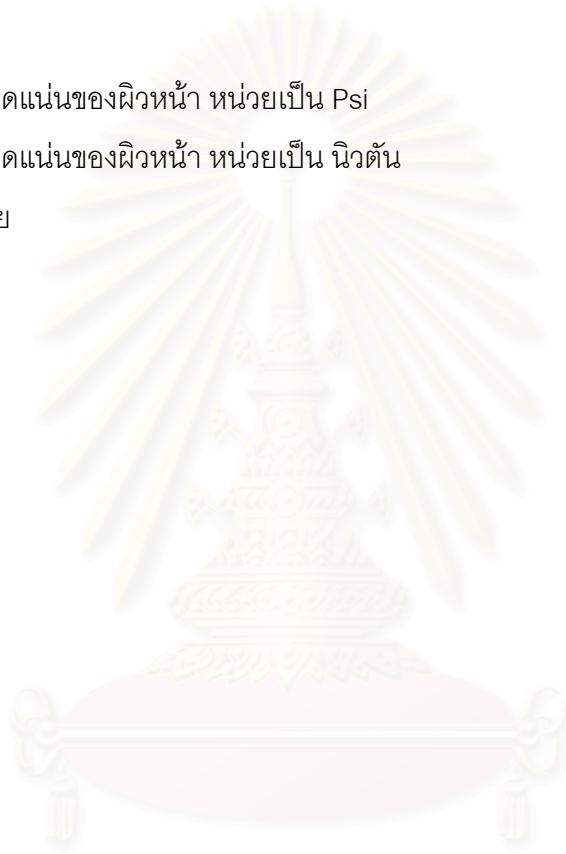 ดแน่นของผิวหน้า หน่วยเป็น Psi
ดแน่นของผิวหน้า หน่วยเป็น นิวตัน
ย